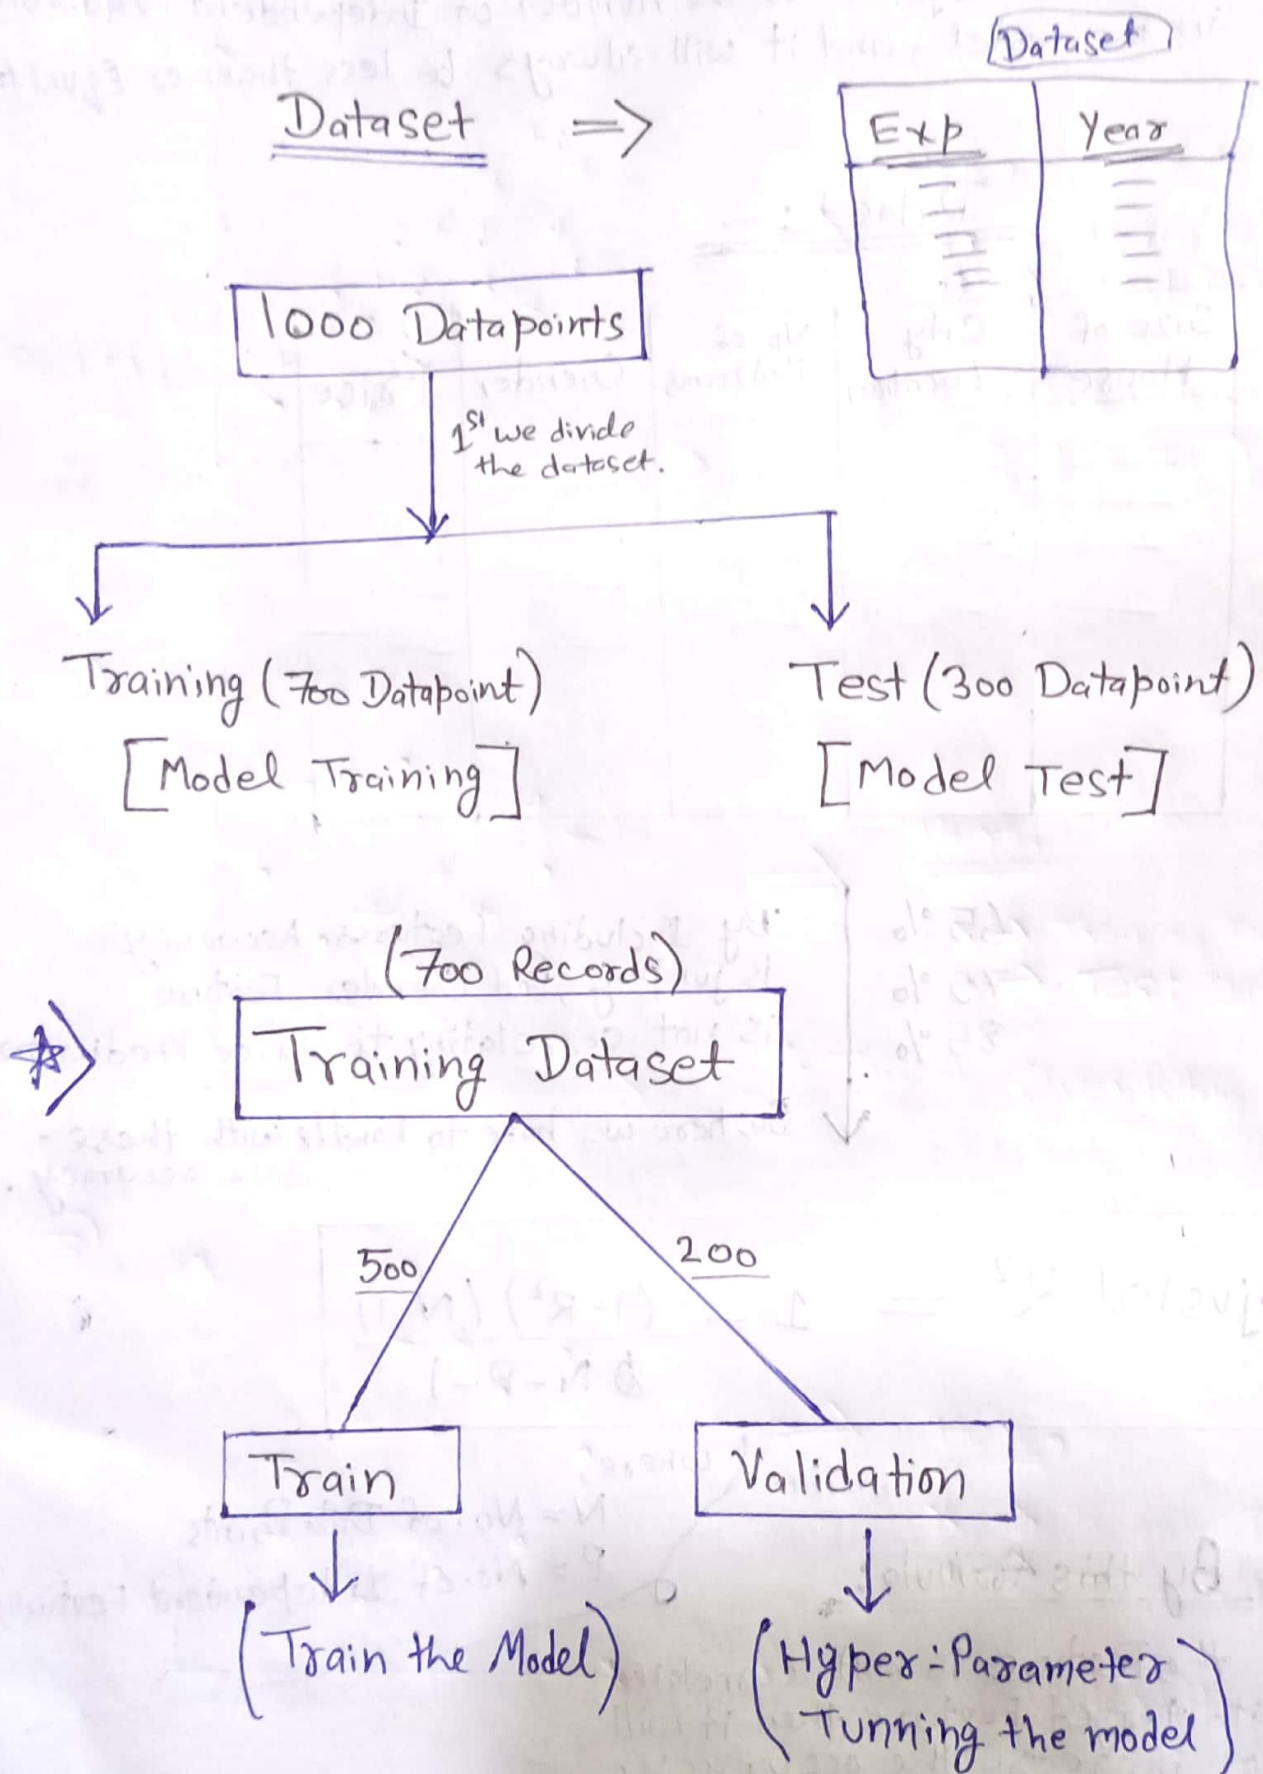 Dataset
Dataset =>
Exp Year
1000 Datapoints
1st we divide
the dataset.
Training (700 Datapoint)
[Model Training]
Test (300 Datapoint)
[Model Test]
(700 Records)
Training Dataset
500
200
Train
Validation
(Train the Model)
(Hyper-Parameter
Tunning the model)